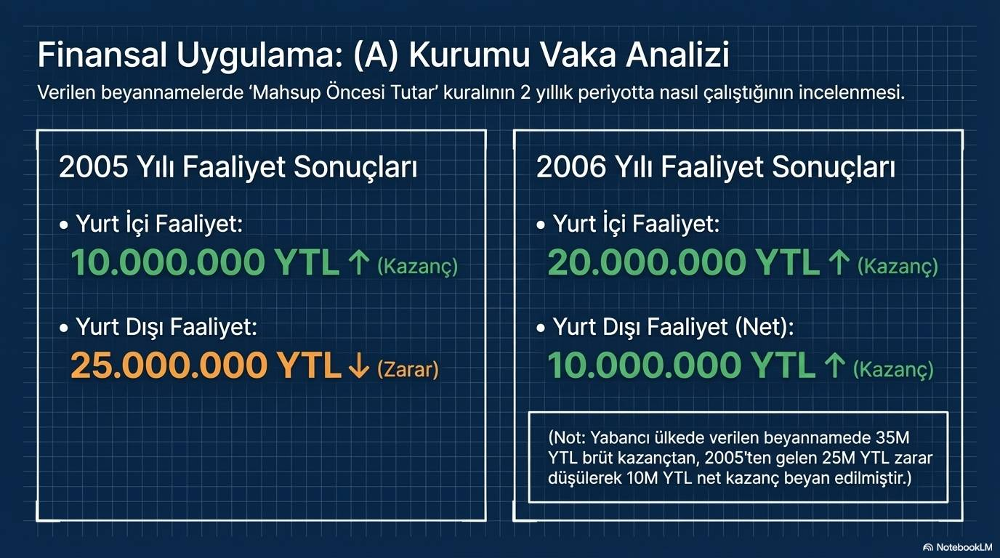 Finansal Uygulama: (A) Kurumu Vaka Analizi
Verilen beyannamelerde ‘Mahsup Öncesi Tutar’ kuralının 2 yıllık periyotta nasıl çalıştığının incelenmesi.
2005 Yılı Faaliyet Sonuçları
• Yurt İçi Faaliyet:
10.000.000 YTL ↑ (Kazanç)
• Yurt Dışı Faaliyet:
25.000.000 YTL ↓ (Zarar)
2006 Yılı Faaliyet Sonuçları
• Yurt İçi Faaliyet:
20.000.000 YTL ↑ (Kazanç)
• Yurt Dışı Faaliyet (Net):
10.000.000 YTL ↑ (Kazanç)
(Not: Yabancı ülkede verilen beyannamede 35M
YTL brüt kazançtan, 2005'ten gelen 25M YTL zarar
düşülerek 10M YTL net kazanç beyan edilmiştir.)
NotebookLM